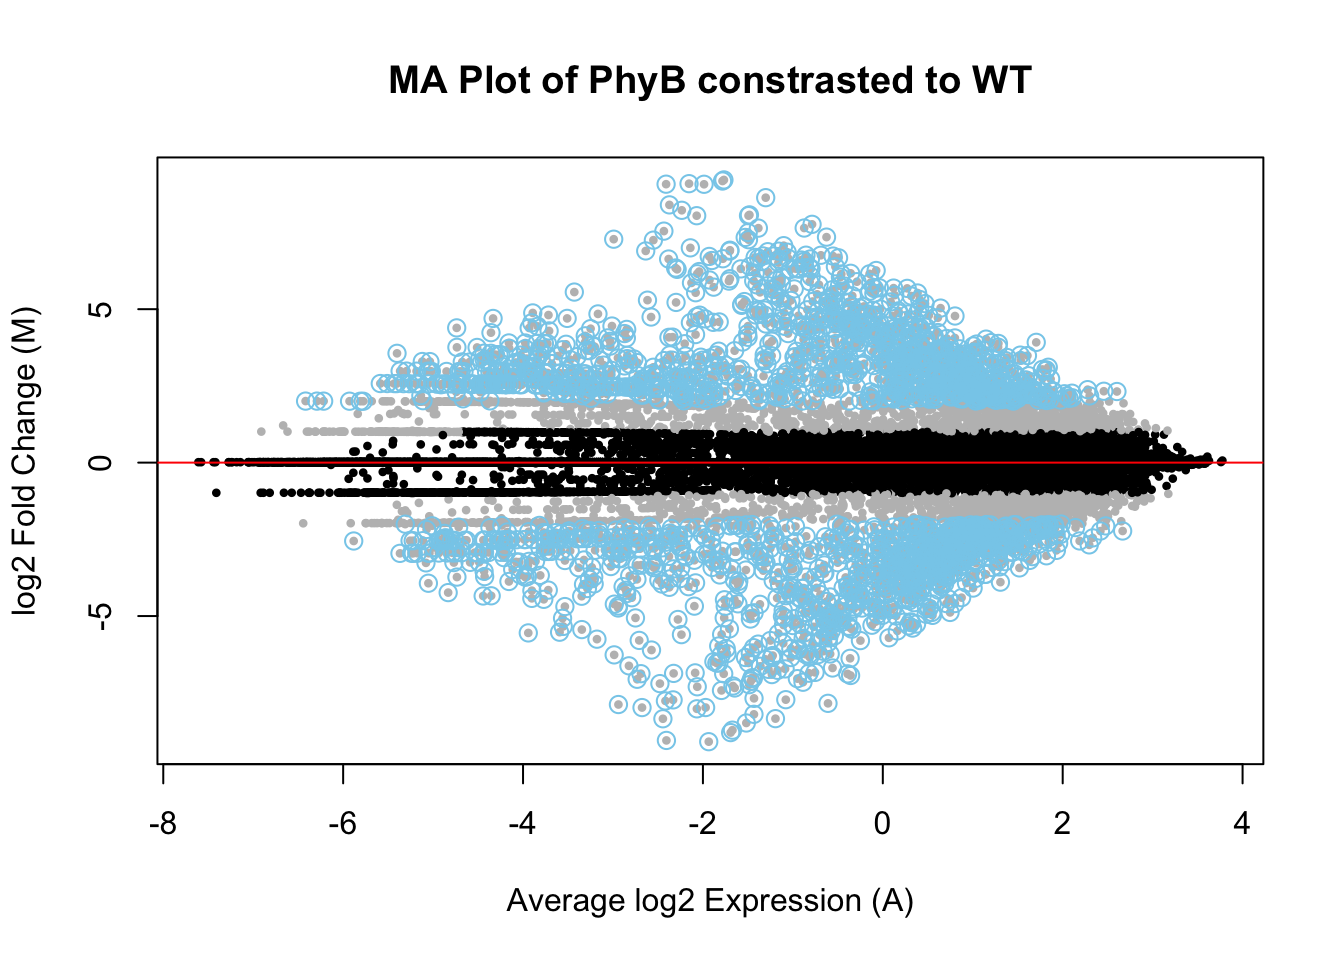 MA Plot of PhyB constrasted to WT
log2 Fold Change (M)
5
0
-5
-8 -6 -4 -2 0 2 4
Average log2 Expression (A)